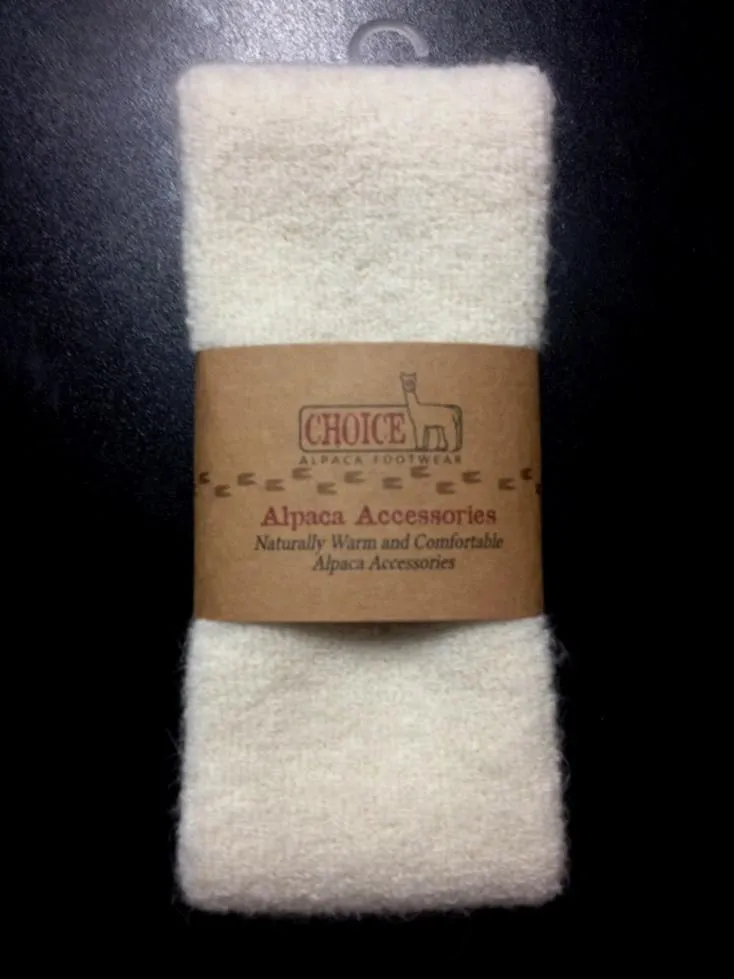 CHOICE
ALPACA FOOTWEAR
Alpaca Accessories
Naturally Warm and Comfortable
Alpaca Accessories